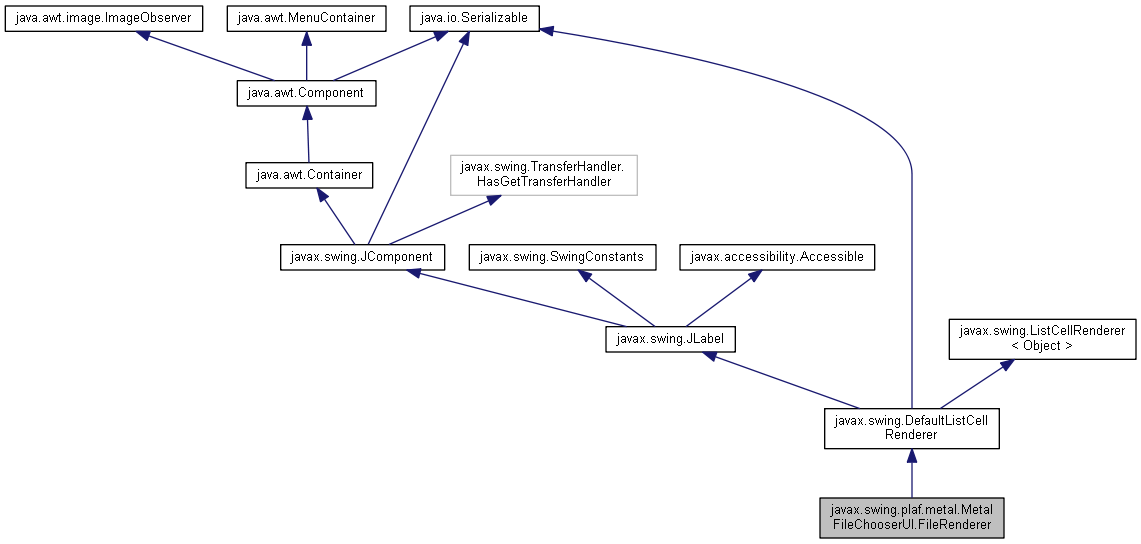 java.awt.image.ImageObserver
java.awt.MenuContainer
java.io.Serializable
java.awt.Component
java.awt.Container
javax.swing.TransferHandler.
HasGetTransferHandler
javax.swing.JComponent
javax.swing.SwingConstants
javax.accessibility.Accessible
javax.swing.JLabel
javax.swing.ListCellRenderer
< Object >
javax.swing.DefaultListCell
Renderer
javax.swing.plaf.metal.Metal
FileChooserUI.FileRenderer